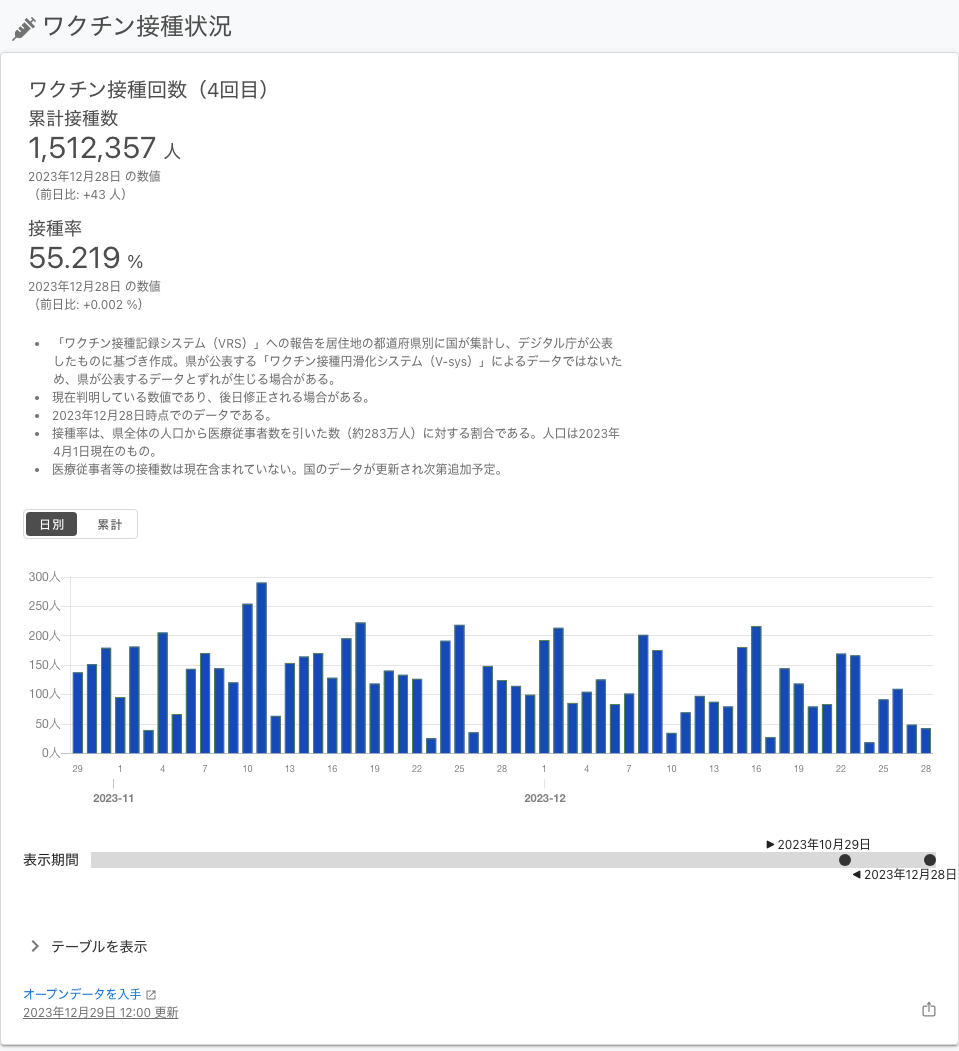 ワクチン接種状況
ワクチン接種回数（4回目）
累計接種数
1,512,357 人
2023年12月28日 の数値
（前日比: +43 人）
接種率
55.219 %
2023年12月28日 の数値
（前日比: +0.002 %）
• 「ワクチン接種記録システム（VRS）」への報告を居住地の都道府県別に国が集計し、デジタル庁が公表
したものに基づき作成。県が公表する「ワクチン接種円滑化システム（V-sys）」によるデータではないた
め、県が公表するデータとずれが生じる場合がある。
• 現在判明している数値であり、後日修正される場合がある。
• 2023年12月28日時点でのデータである。
• 接種率は、県全体の人口から医療従事者数を引いた数（約283万人）に対する割合である。人口は2023年
4月1日現在のもの。
• 医療従事者等の接種数は現在含まれていない。国のデータが更新され次第追加予定。
日別 累計
300人
250人
200人
150人
100人
50人
0人
29 1 4 7 10 13 16 19 22 25 28 1 4 7 10 13 16 19 22 25 28
2023-11 2023-12
▶ 2023年10月29日
表示期間
◀ 2023年12月28日
テーブルを表示
オープンデータを入手
2023年12月29日 12:00 更新